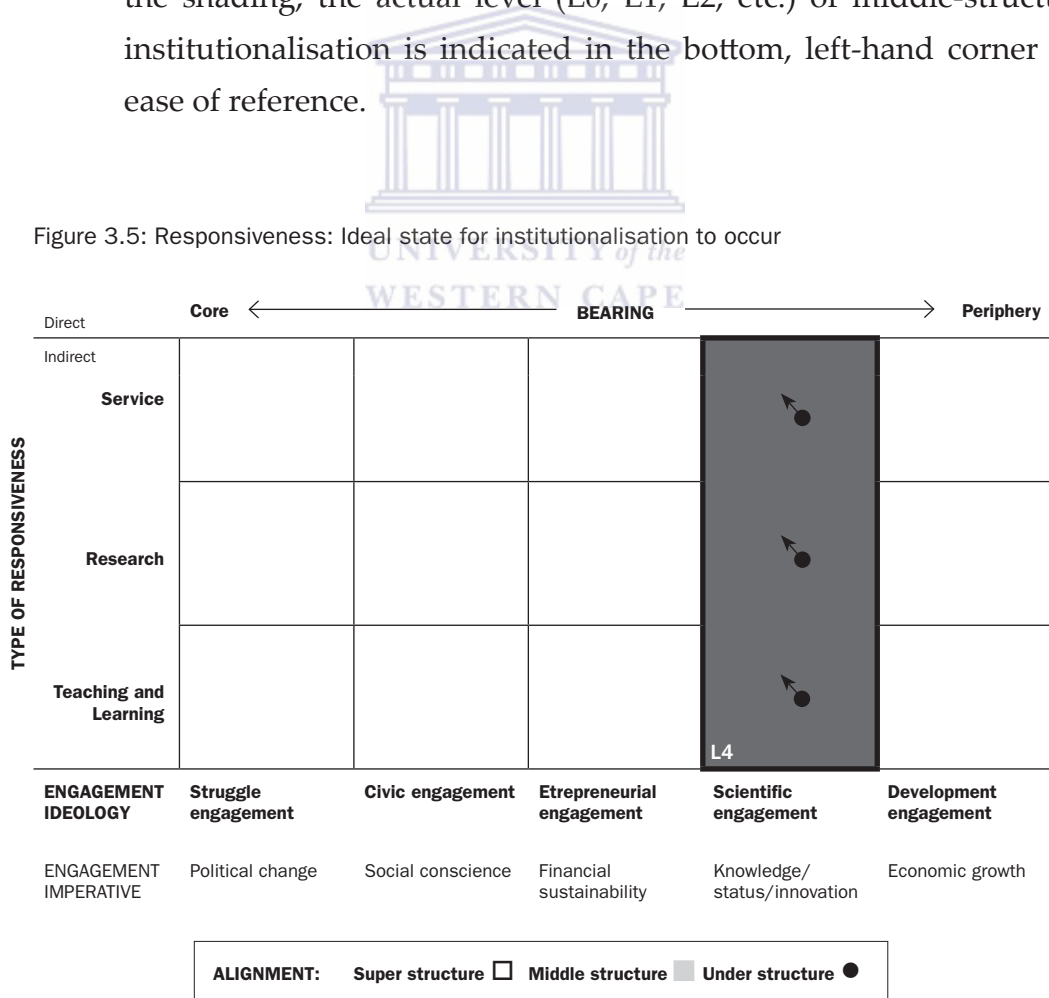 the shading, the actual level (L0, L1, L2, etc.) of middle-struct
institutionalisation is indicated in the bottom, left-hand corner
ease of reference.
Figure 3.5: Responsiveness: Ideal state for institutionalisation to occur
UNIVERSITY of the
WESTERN CAPE
Direct
Core
BEARING
Periphery
Indirect
TYPE OF RESPONSIVENESS
Service
Research
Teaching and
Learning
L4
ENGAGEMENT
IDEOLOGY
Struggle
engagement
Civic engagement
Etrepreneurial
engagement
Scientific
engagement
Development
engagement
ENGAGEMENT
IMPERATIVE
Political change
Social conscience
Financial
sustainability
Knowledge/
status/innovation
Economic growth
ALIGNMENT: Super structure Middle structure Under structure